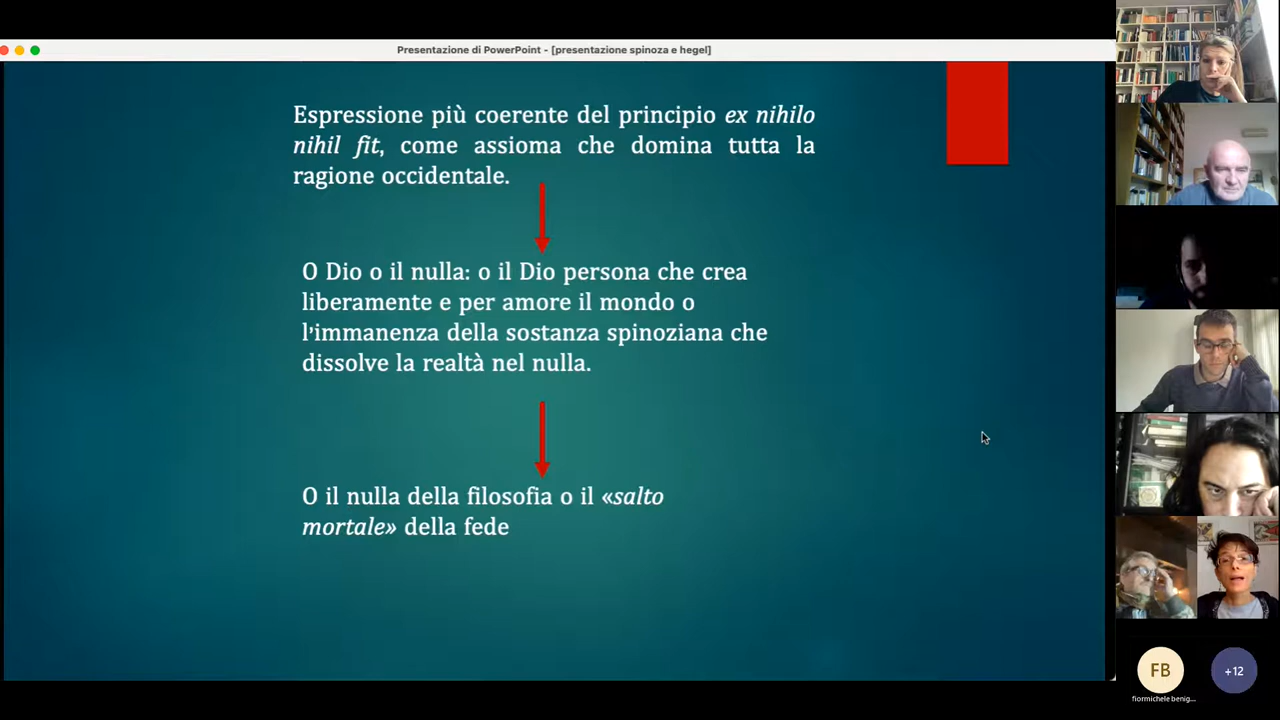 Presentazione di PowerPoint - [presentazione spinoza e hegel]
Espressione più coerente del principio ex nihilo
nihil fit, come assioma che domina tutta la
ragione occidentale.
O Dio o il nulla: o il Dio persona che crea
liberamente e per amore il mondo o
l'immanenza della sostanza spinoziana che
dissolve la realtà nel nulla.
O il nulla della filosofia o il «salto
mortale» della fede
FB
+12
fiormichele benig...